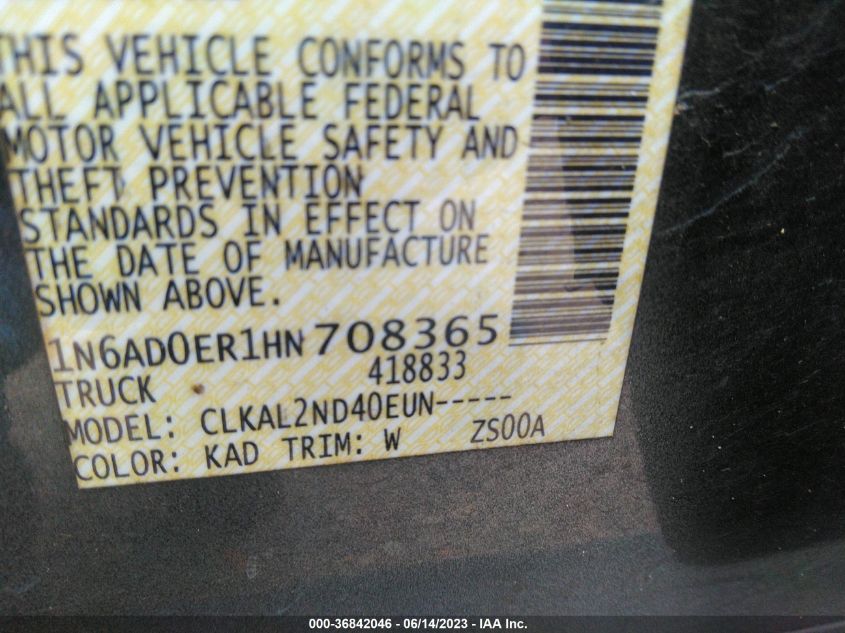 THIS VEHICLE CONFORMS TO
ALL APPLICABLE FEDERAL
MOTOR VEHICLE SAFETY AND
THEFT PREVENTION
STANDARDS IN EFFECT ON
THE DATE OF MANUFACTURE
SHOWN ABOVE.
1N6AD0ER1HN708365
TRUCK 418833
MODEL: CLKAL2ND40EUN-----
COLOR: KAD TRIM: W ZS00A
000-36842046 - 06/14/2023 - IAA Inc.